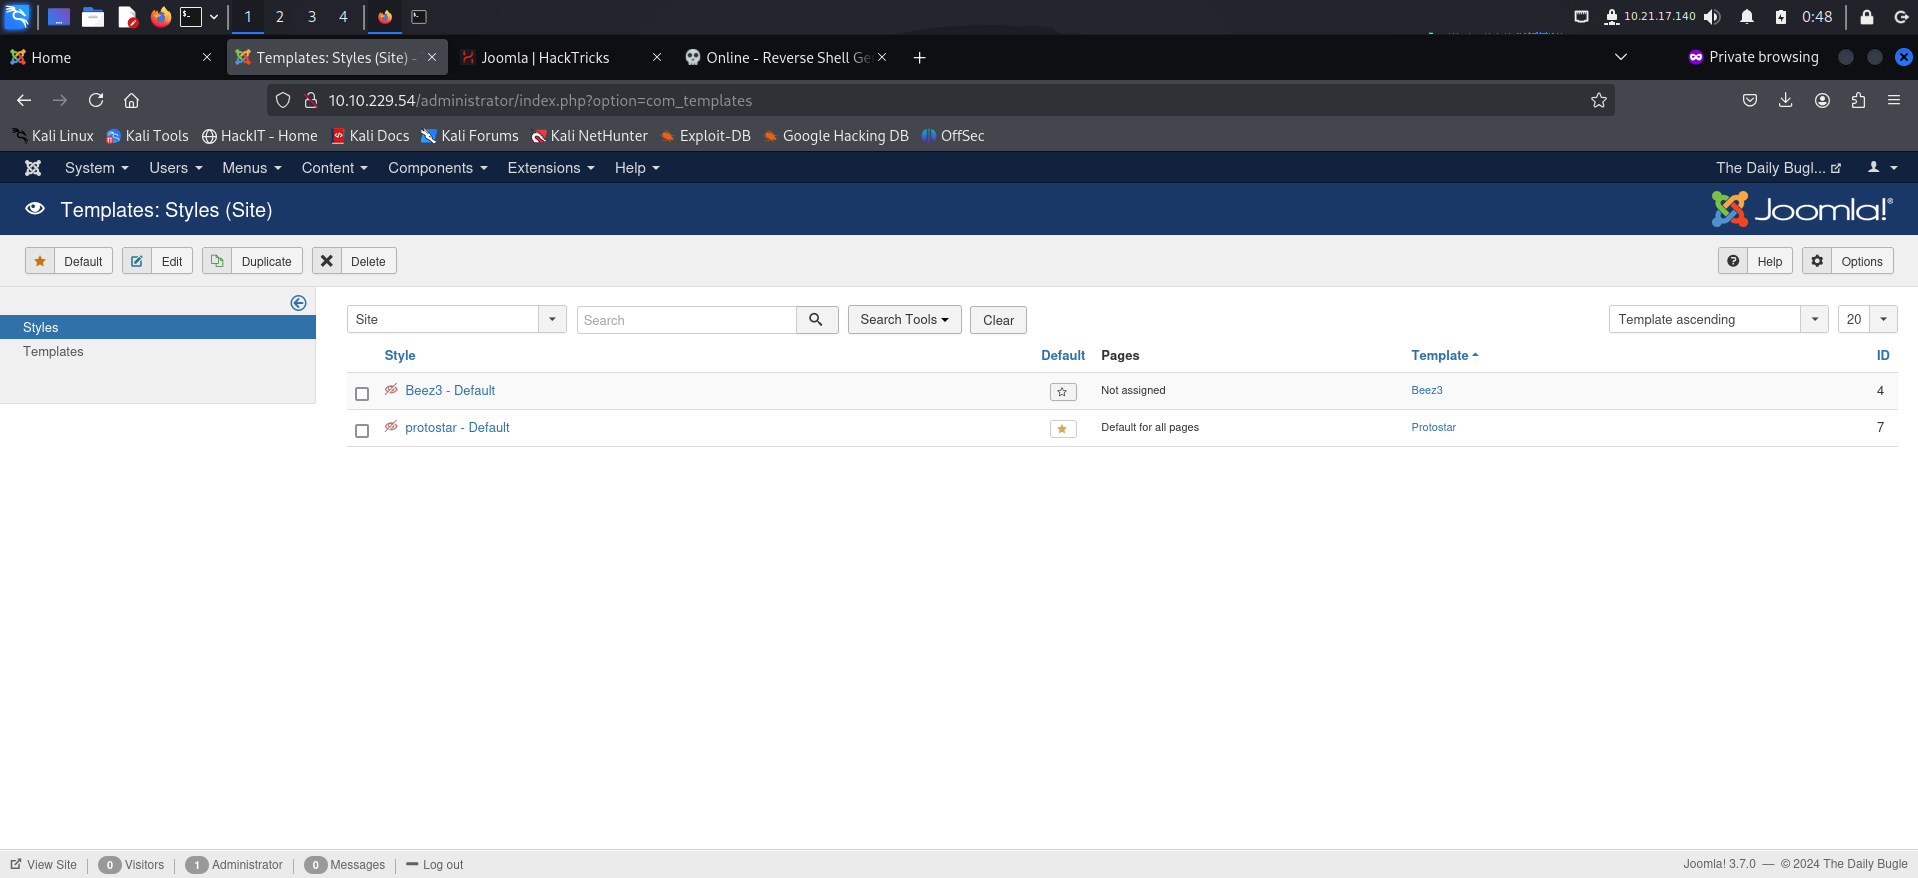 1 2 3 4 10.21.17.140 0:48
Home Templates: Styles (Site) - Joomla | HackTricks Online - Reverse Shell Ge Private browsing
10.10.229.54/administrator/index.php?option=com_templates
Kali Linux Kali Tools HackIT - Home Kali Docs Kali Forums Kali NetHunter Exploit-DB Google Hacking DB OffSec
System Users Menus Content Components Extensions Help The Daily Bugl...
Templates: Styles (Site) Joomla!®
Default Edit Duplicate Delete Help Options
Styles
Templates
Site Search Search Tools Clear Template ascending 20
Style Default Pages Template ID
Beez3 - Default Not assigned Beez3 4
protostar - Default Default for all pages Protostar 7
View Site 0 Visitors 1 Administrator 0 Messages Log out Joomla! 3.7.0 — © 2024 The Daily Bugle